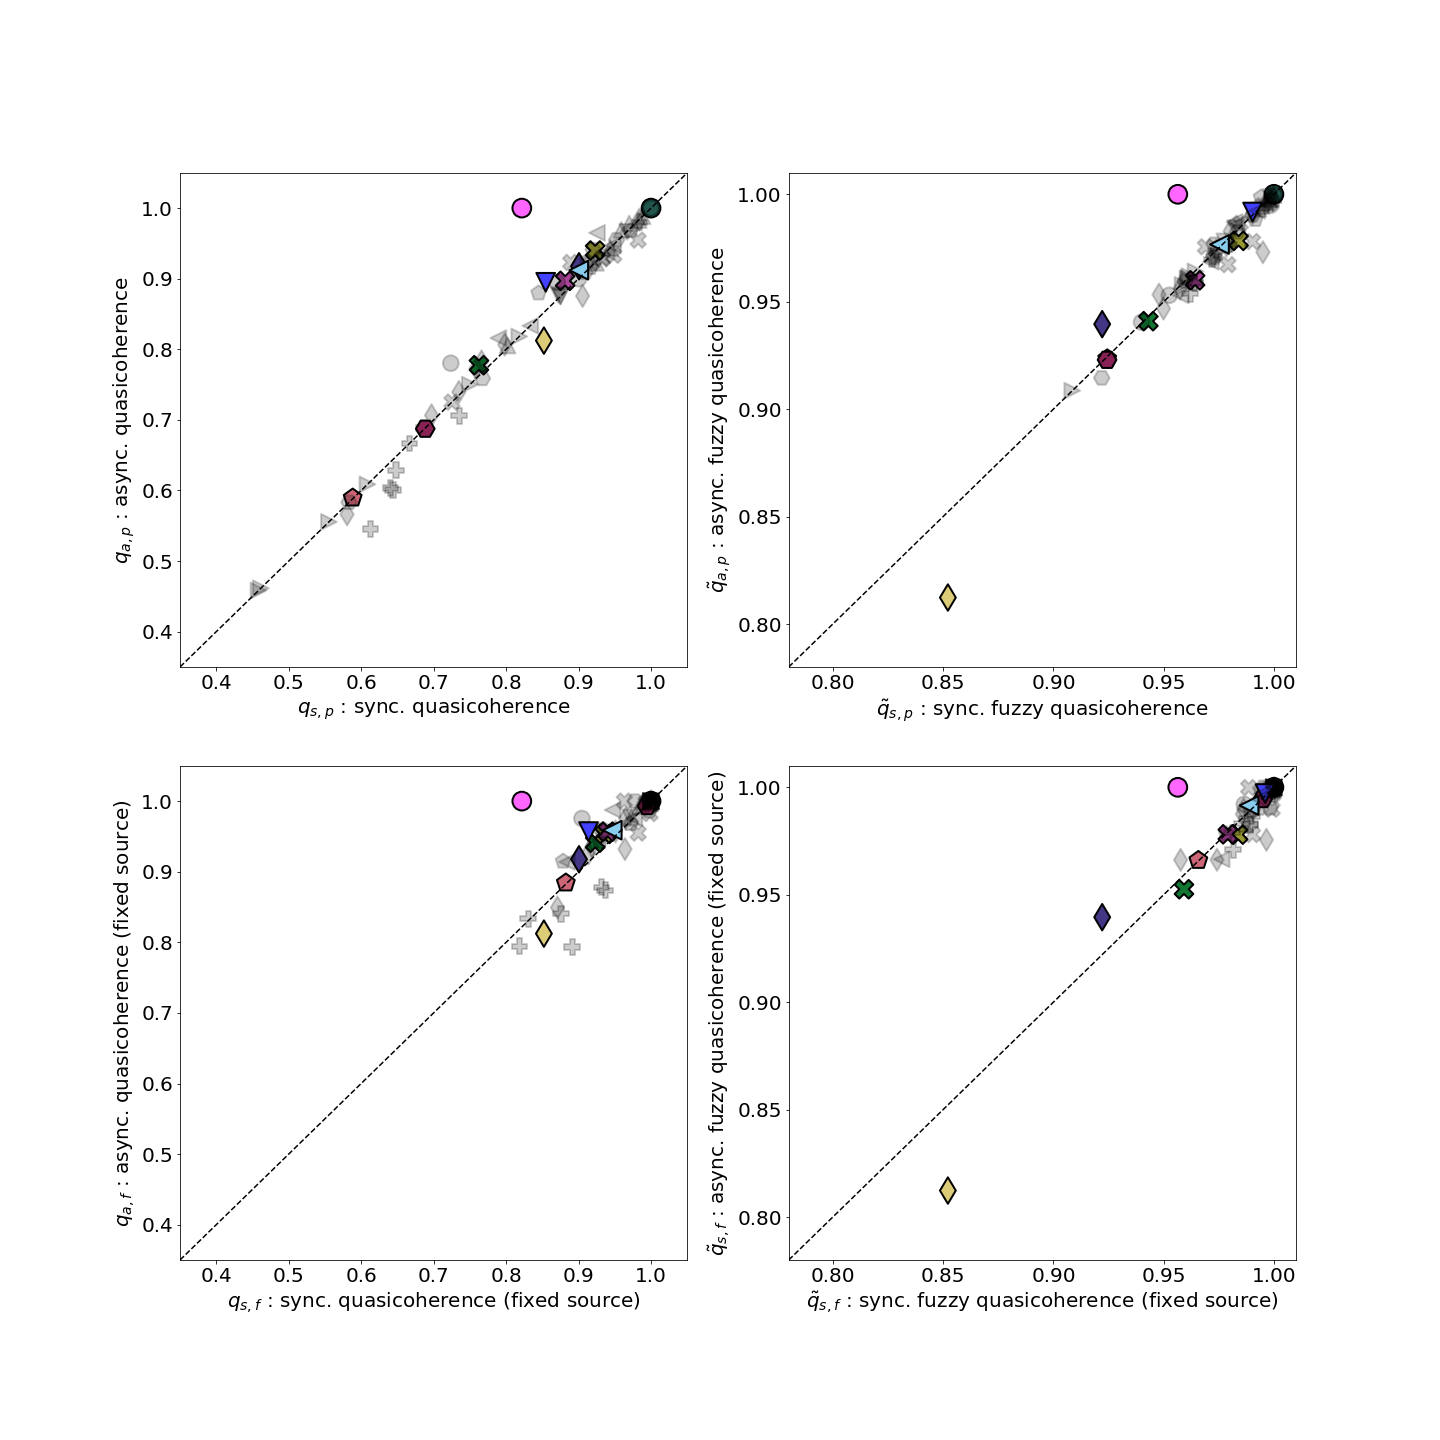 1.0
0.9
0.8
0.7
0.6
0.5
0.4
q_{a,p} : async. quasicoherence
0.4 0.5 0.6 0.7 0.8 0.9 1.0
q_{s,p} : sync. quasicoherence
1.00
0.95
0.90
0.85
0.80
q̃_{a,p} : async. fuzzy quasicoherence
0.80 0.85 0.90 0.95 1.00
q̃_{s,p} : sync. fuzzy quasicoherence
1.0
0.9
0.8
0.7
0.6
0.5
0.4
q_{a,f} : async. quasicoherence (fixed source)
0.4 0.5 0.6 0.7 0.8 0.9 1.0
q_{s,f} : sync. quasicoherence (fixed source)
1.00
0.95
0.90
0.85
0.80
q̃_{s,f} : async. fuzzy quasicoherence (fixed source)
0.80 0.85 0.90 0.95 1.00
q̃_{s,f} : sync. fuzzy quasicoherence (fixed source)